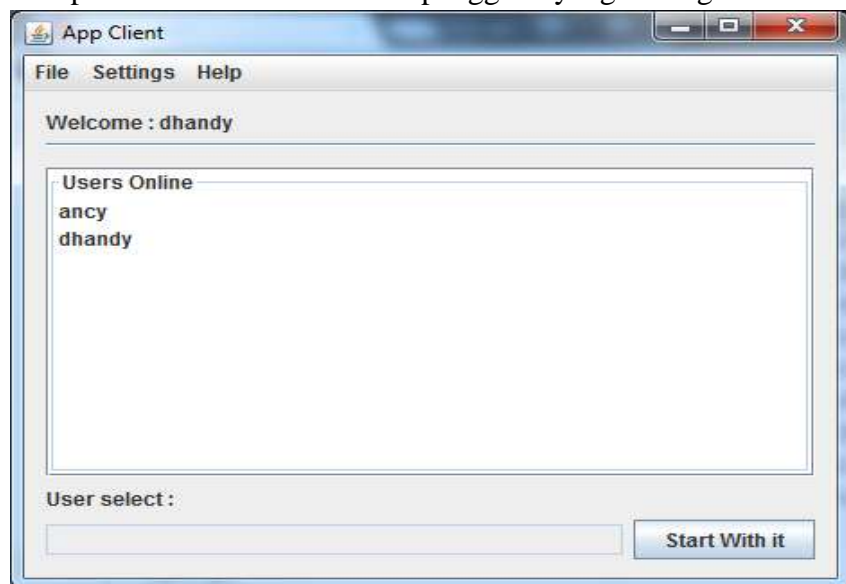 App Client
File Settings Help
Welcome : dhandy
Users Online
ancy
dhandy
User select :
Start With it